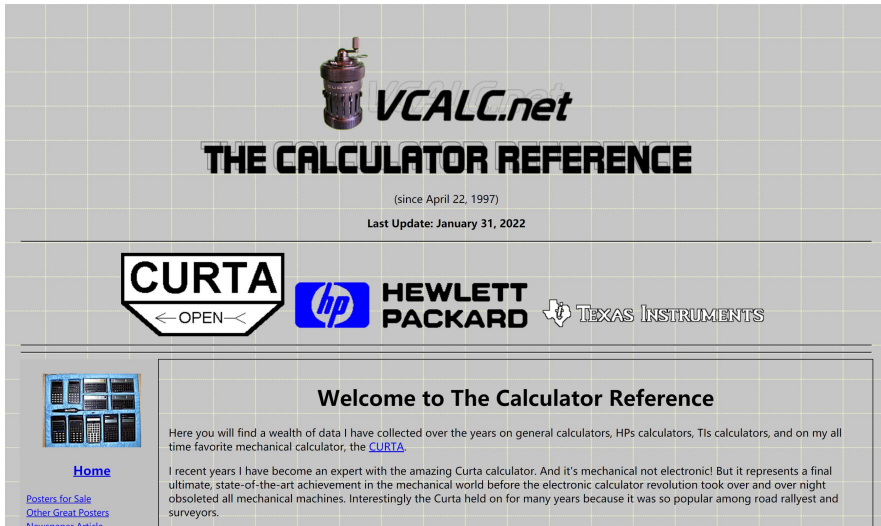 CURTA
VCALC.net
THE CALCULATOR REFERENCE
(since April 22, 1997)
Last Update: January 31, 2022
CURTA
OPEN
hp HEWLETT
PACKARD
TEXAS INSTRUMENTS
Welcome to The Calculator Reference
Here you will find a wealth of data I have collected over the years on general calculators, HPs calculators, TIs calculators, and on my all
time favorite mechanical calculator, the CURTA.
Home
I recent years I have become an expert with the amazing Curta calculator. And it's mechanical not electronic! But it represents a final
ultimate, state-of-the-art achievement in the mechanical world before the electronic calculator revolution took over and over night
obsoleted all mechanical machines. Interestingly the Curta held on for many years because it was so popular among road rallyest and
surveyors.
Posters for Sale
Other Great Posters
Newspaper Article